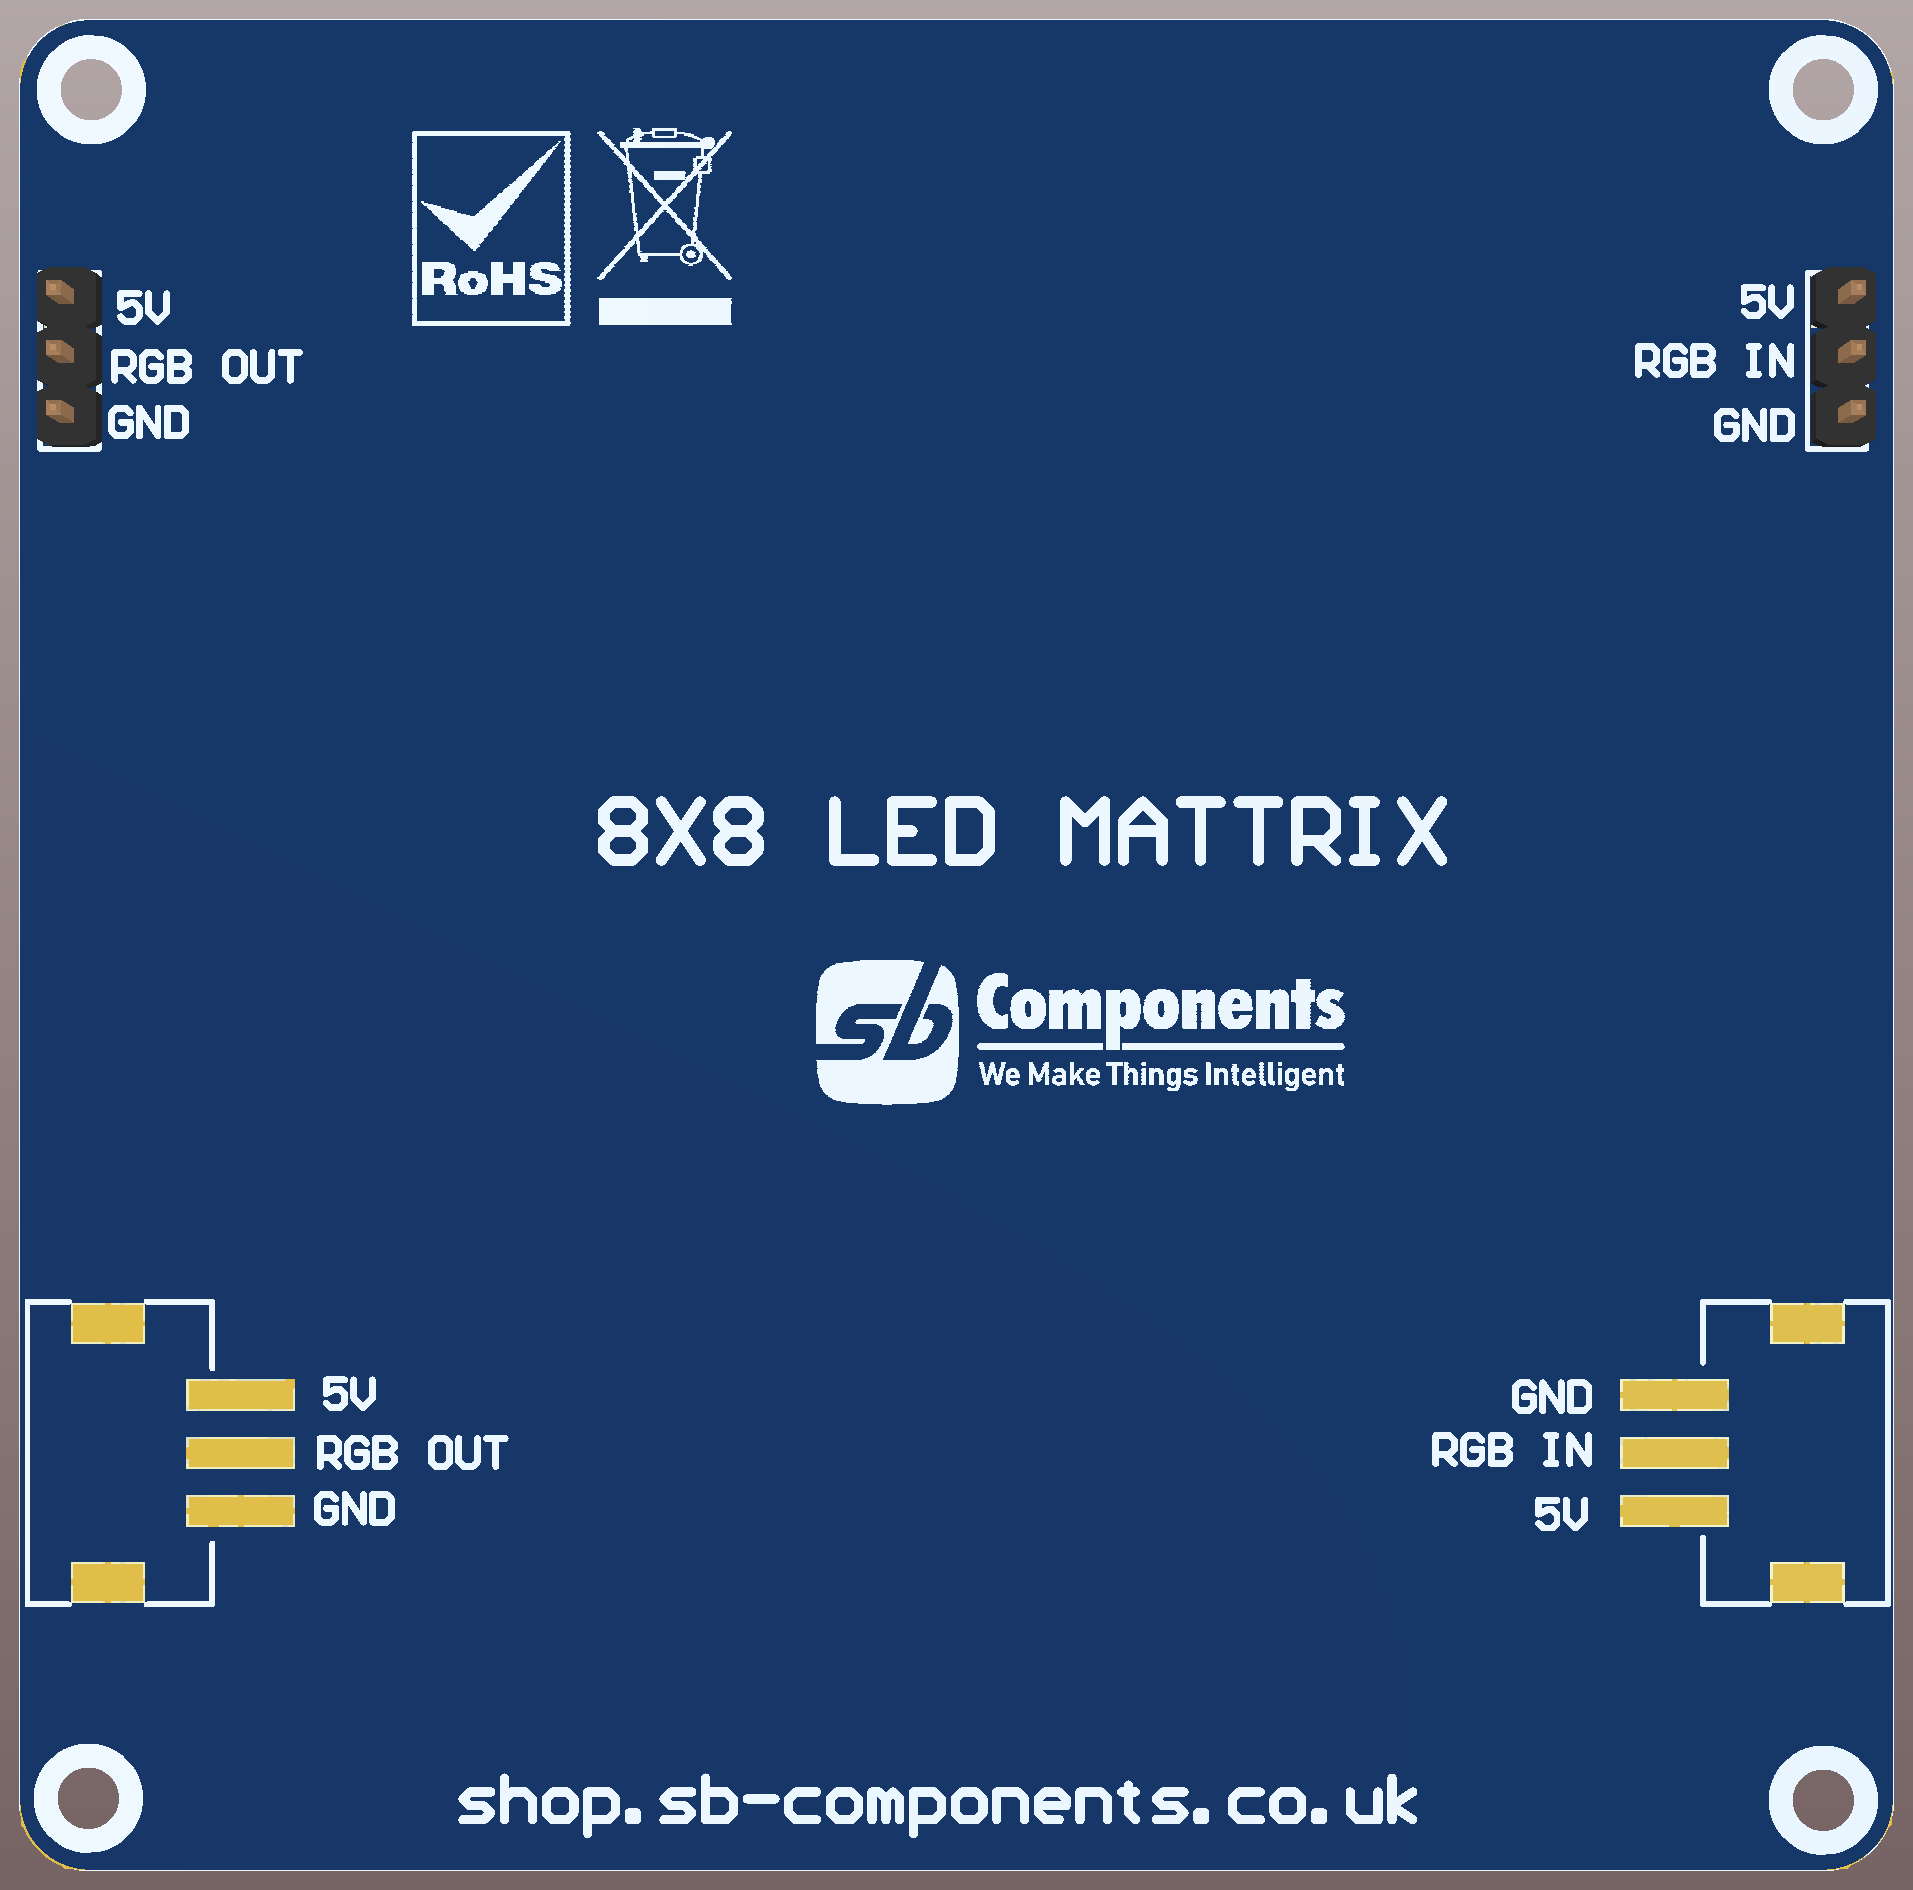 RoHS
5V
RGB OUT
GND
5V
RGB IN
GND
8X8 LED MATTRIX
sb Components
We Make Things Intelligent
5V
RGB OUT
GND
GND
RGB IN
5V
shop.sb-components.co.uk